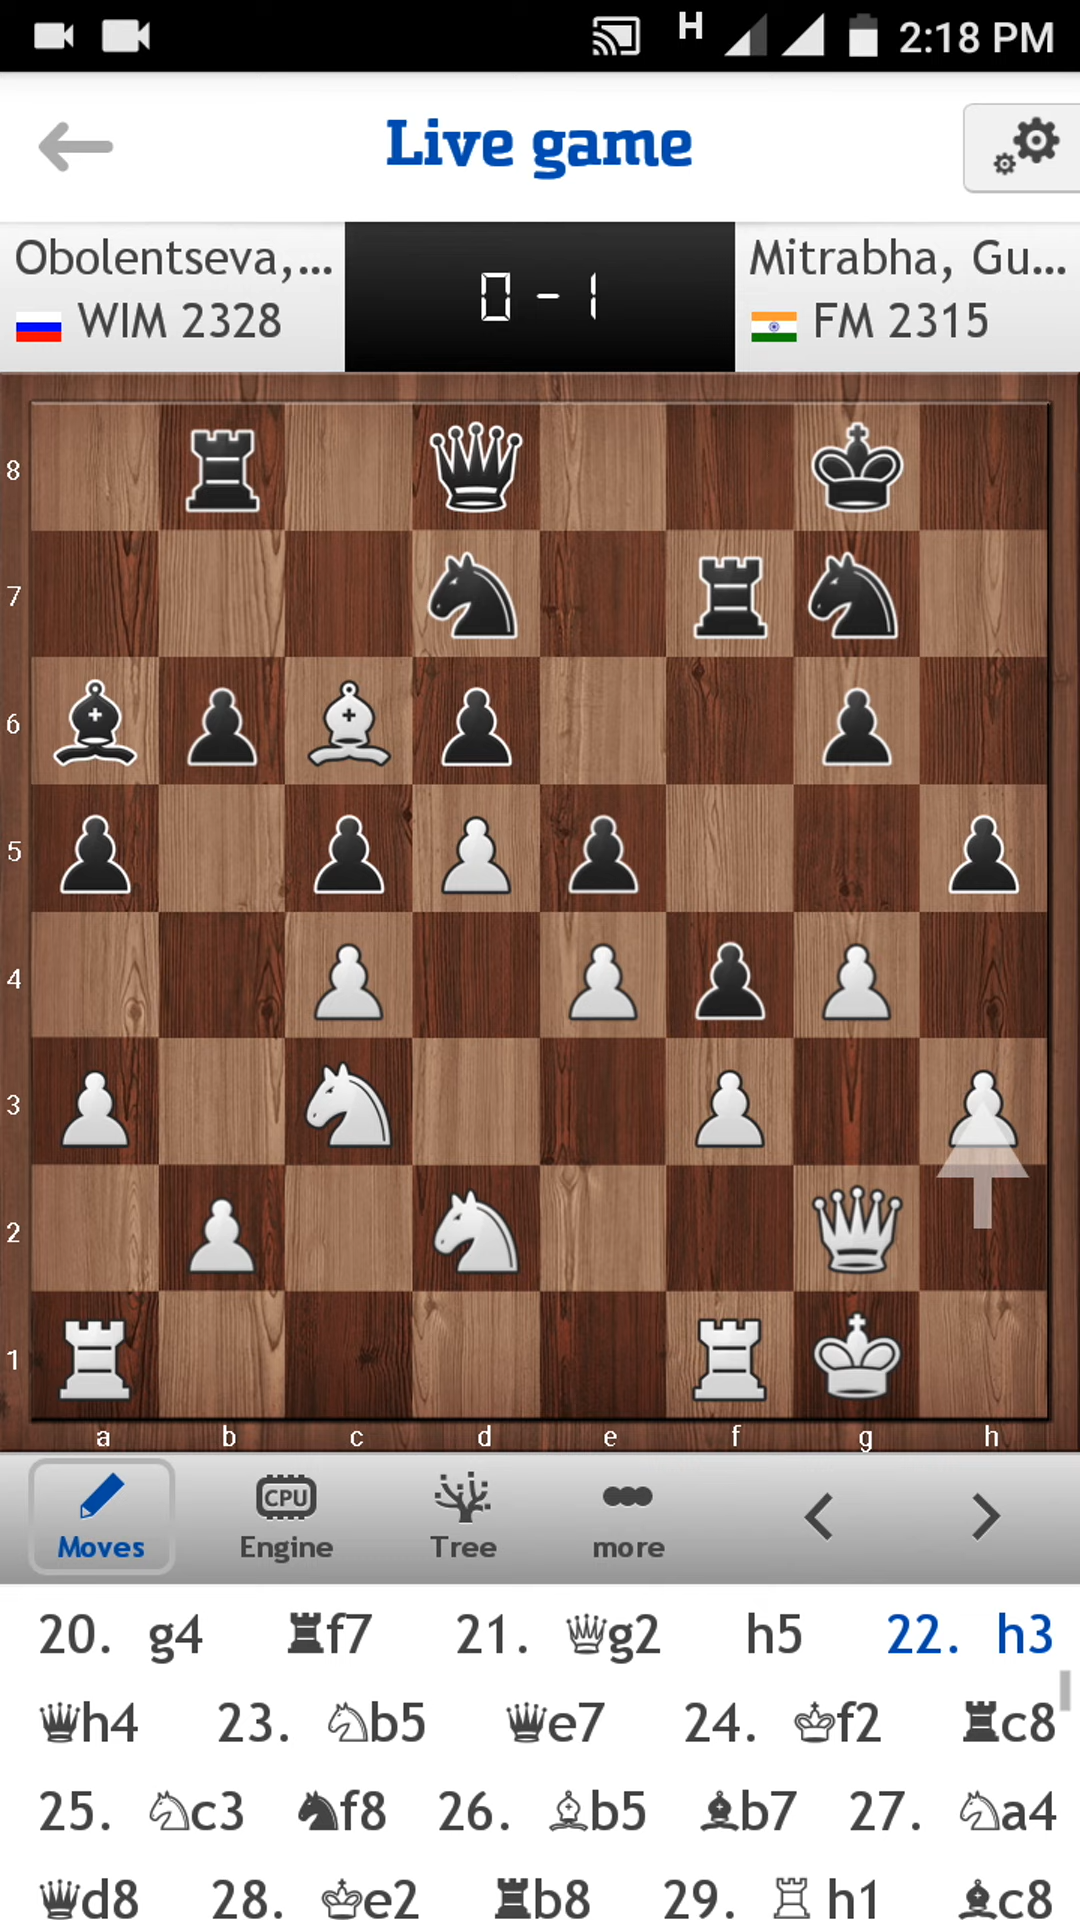 H 2:18 PM
Live game
Obolentseva,...
WIM 2328
0 - 1
Mitrabha, Gu...
FM 2315
8
7
6
5
4
3
2
1
a b c d e f g h
Moves
CPU
Engine
Tree
more
20. g4 ♜f7 21. ♕g2 h5 22. h3
♛h4 23. ♘b5 ♛e7 24. ♔f2 ♜c8
25. ♘c3 ♞f8 26. ♗b5 ♝b7 27. ♘a4
♛d8 28. ♔e2 ♜b8 29. ♖h1 ♝c8